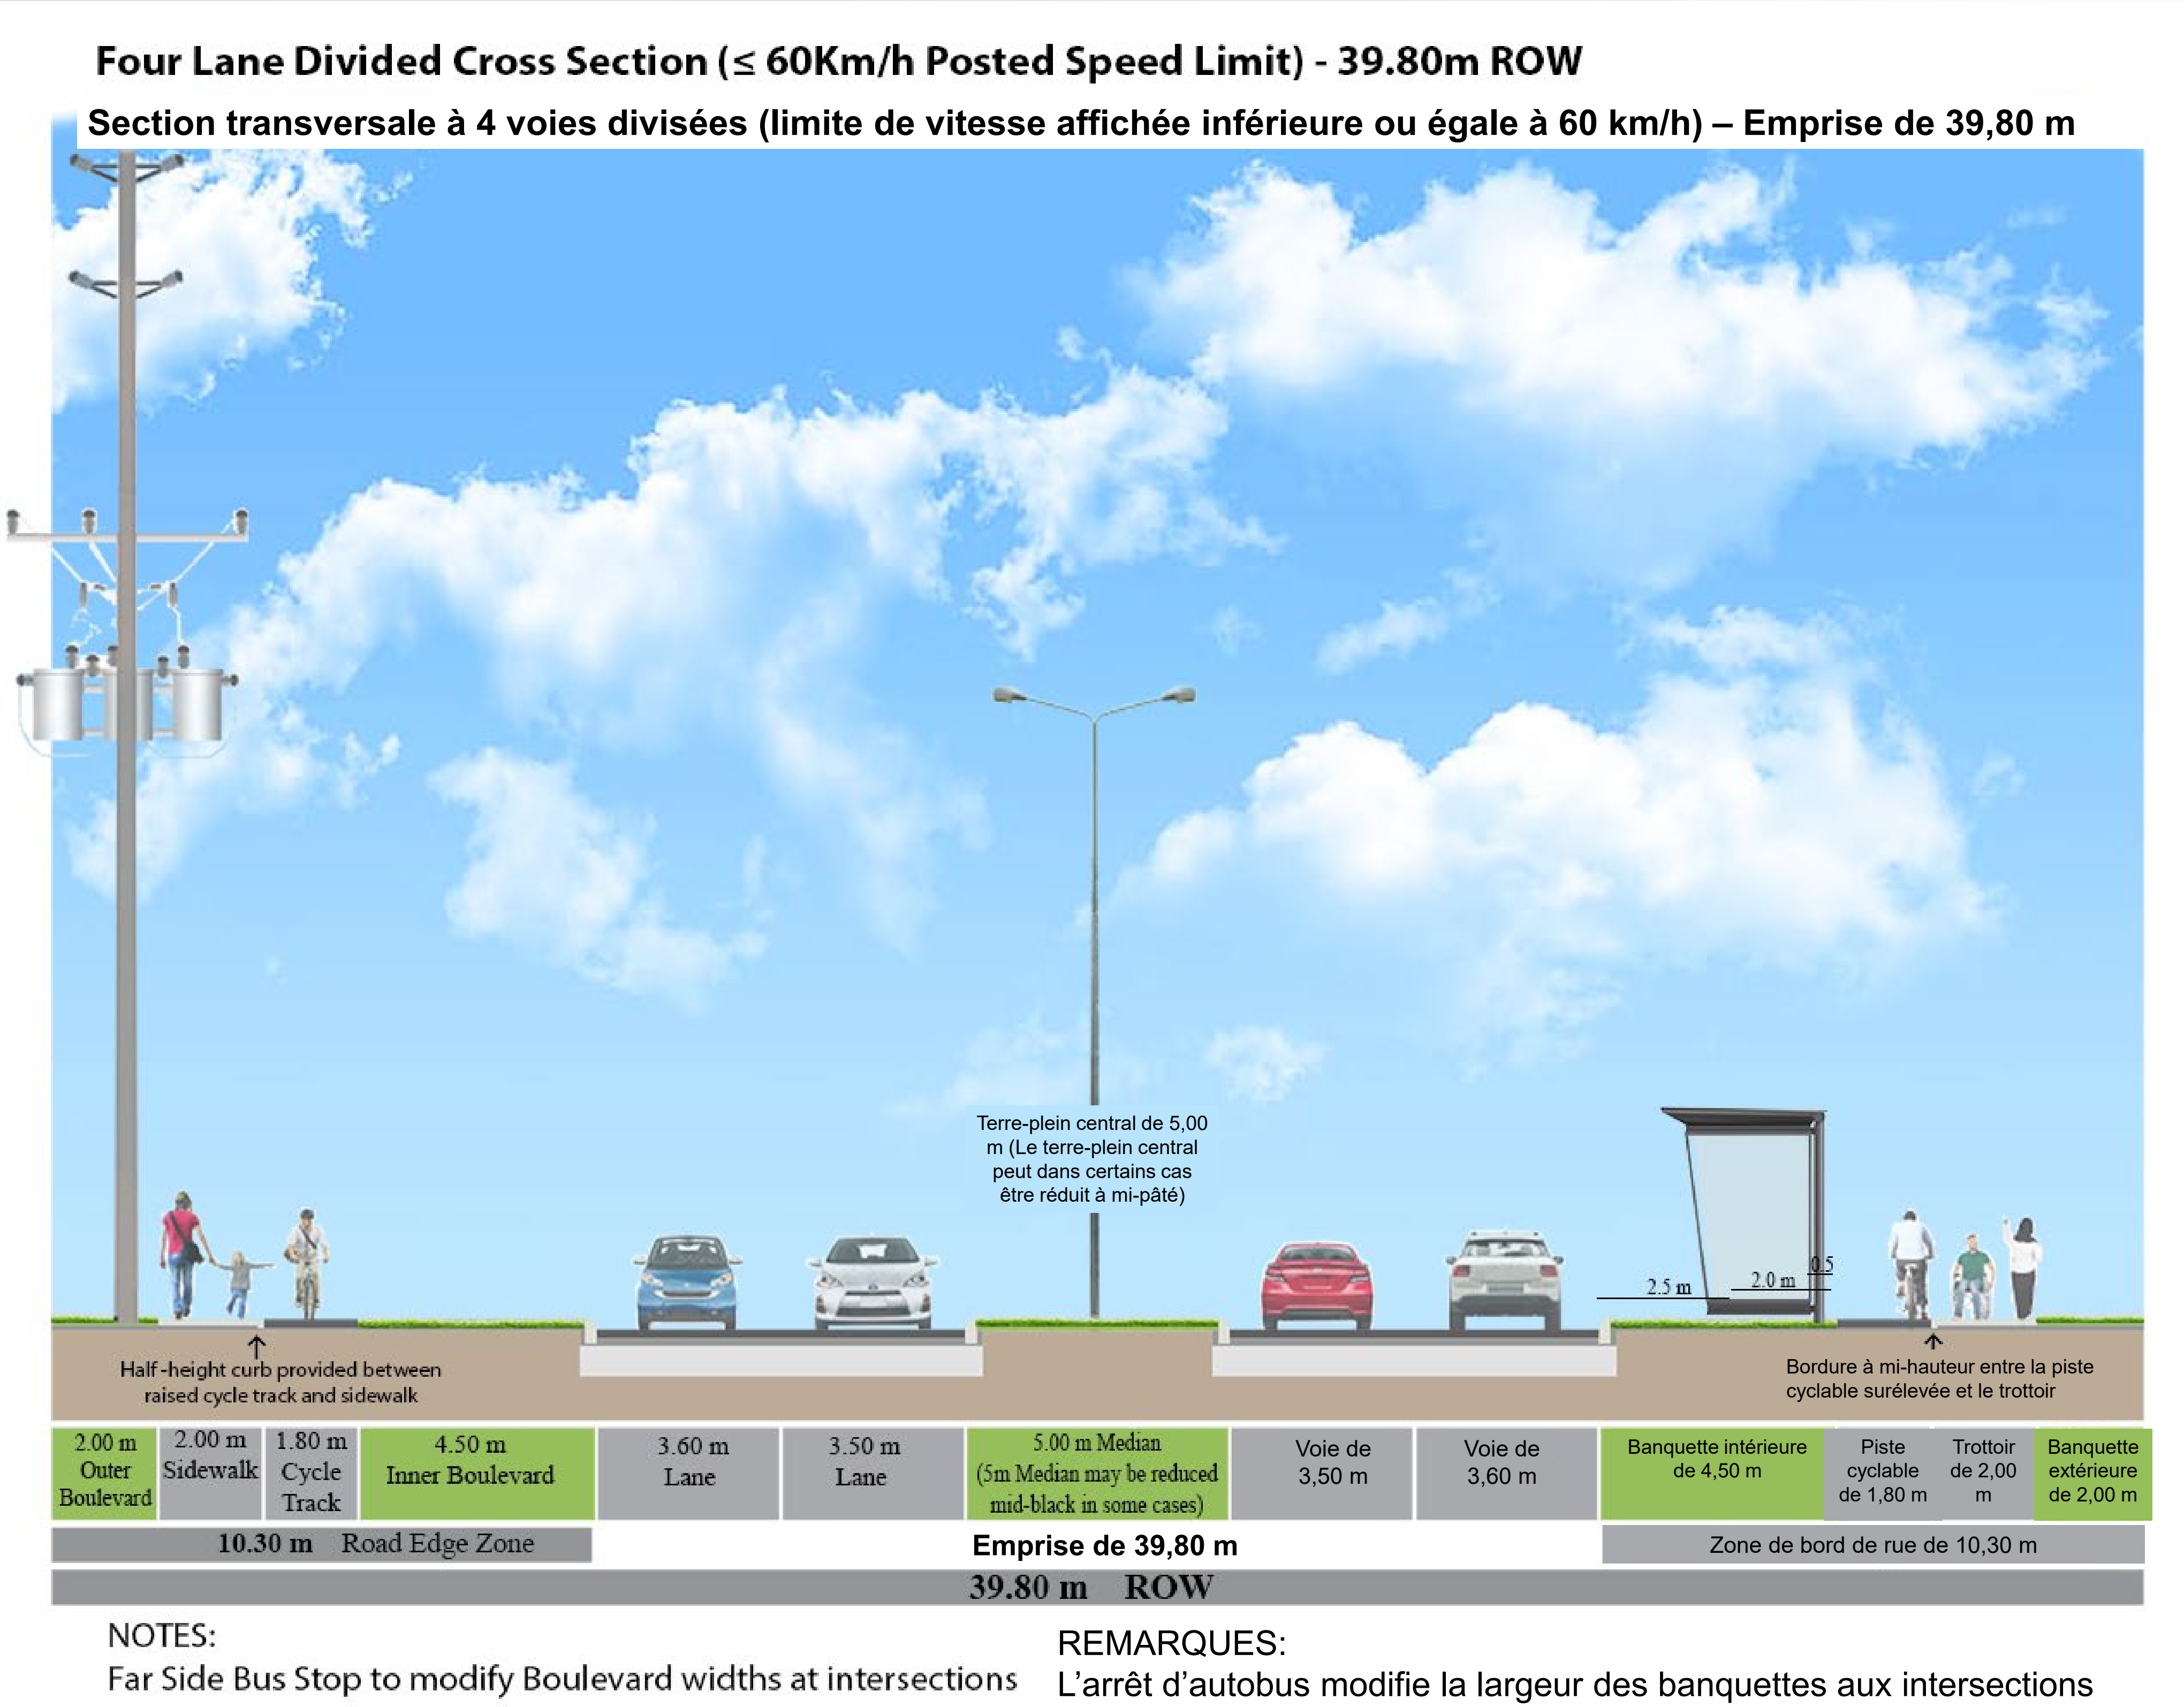 Four Lane Divided Cross Section (≤ 60Km/h Posted Speed Limit) - 39.80m ROW
Section transversale à 4 voies divisées (limite de vitesse affichée inférieure ou égale à 60 km/h) – Emprise de 39,80 m
Terre-plein central de 5,00
m (Le terre-plein central
peut dans certains cas
être réduit à mi-pâté)
2.5 m
2.0 m
0.5
Half-height curb provided between
raised cycle track and sidewalk
Bordure à mi-hauteur entre la piste
cyclable surélevée et le trottoir
2.00 m
Outer
Boulevard
2.00 m
Sidewalk
1.80 m
Cycle
Track
4.50 m
Inner Boulevard
3.60 m
Lane
3.50 m
Lane
5.00 m Median
(5m Median may be reduced
mid-black in some cases)
Voie de
3,50 m
Voie de
3,60 m
Banquette intérieure
de 4,50 m
Piste
cyclable
de 1,80 m
Trottoir
de 2,00
m
Banquette
extérieure
de 2,00 m
10.30 m Road Edge Zone
Emprise de 39,80 m
Zone de bord de rue de 10,30 m
39.80 m ROW
NOTES:
Far Side Bus Stop to modify Boulevard widths at intersections
REMARQUES:
L’arrêt d’autobus modifie la largeur des banquettes aux intersections